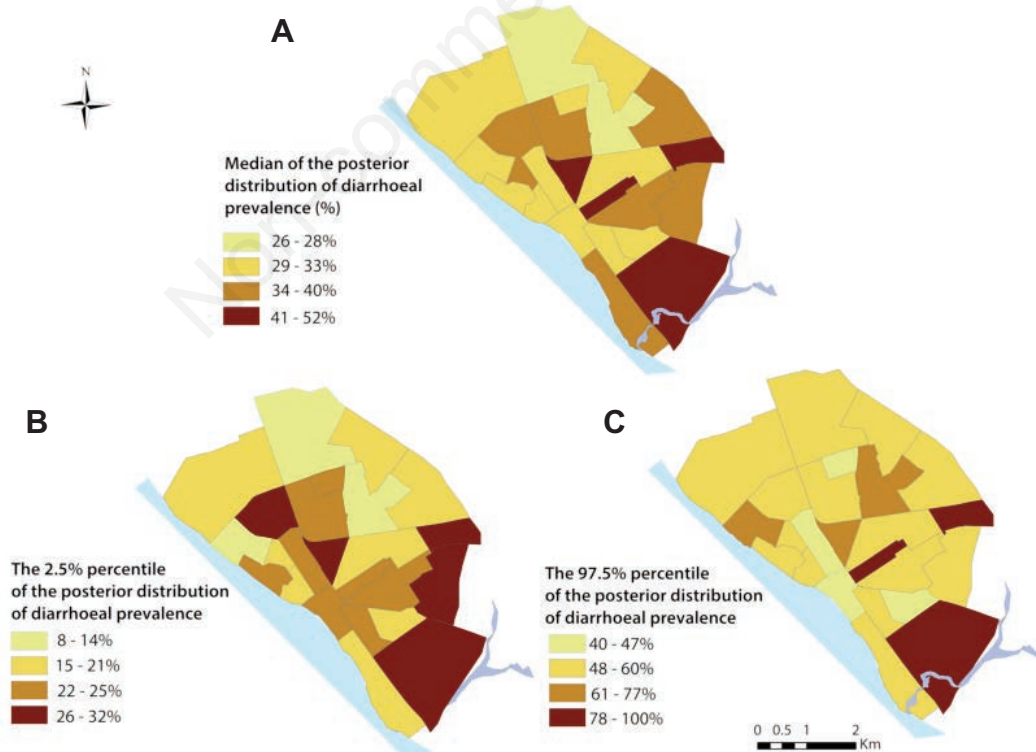 A
N
Median of the posterior
distribution of diarrhoeal
prevalence (%)
26 - 28%
29 - 33%
34 - 40%
41 - 52%
B
The 2.5% percentile
of the posterior distribution
of diarrhoeal prevalence
8 - 14%
15 - 21%
22 - 25%
26 - 32%
C
The 97.5% percentile
of the posterior distribution
of diarrhoeal prevalence
40 - 47%
48 - 60%
61 - 77%
78 - 100%
0 0.5 1 2
Km